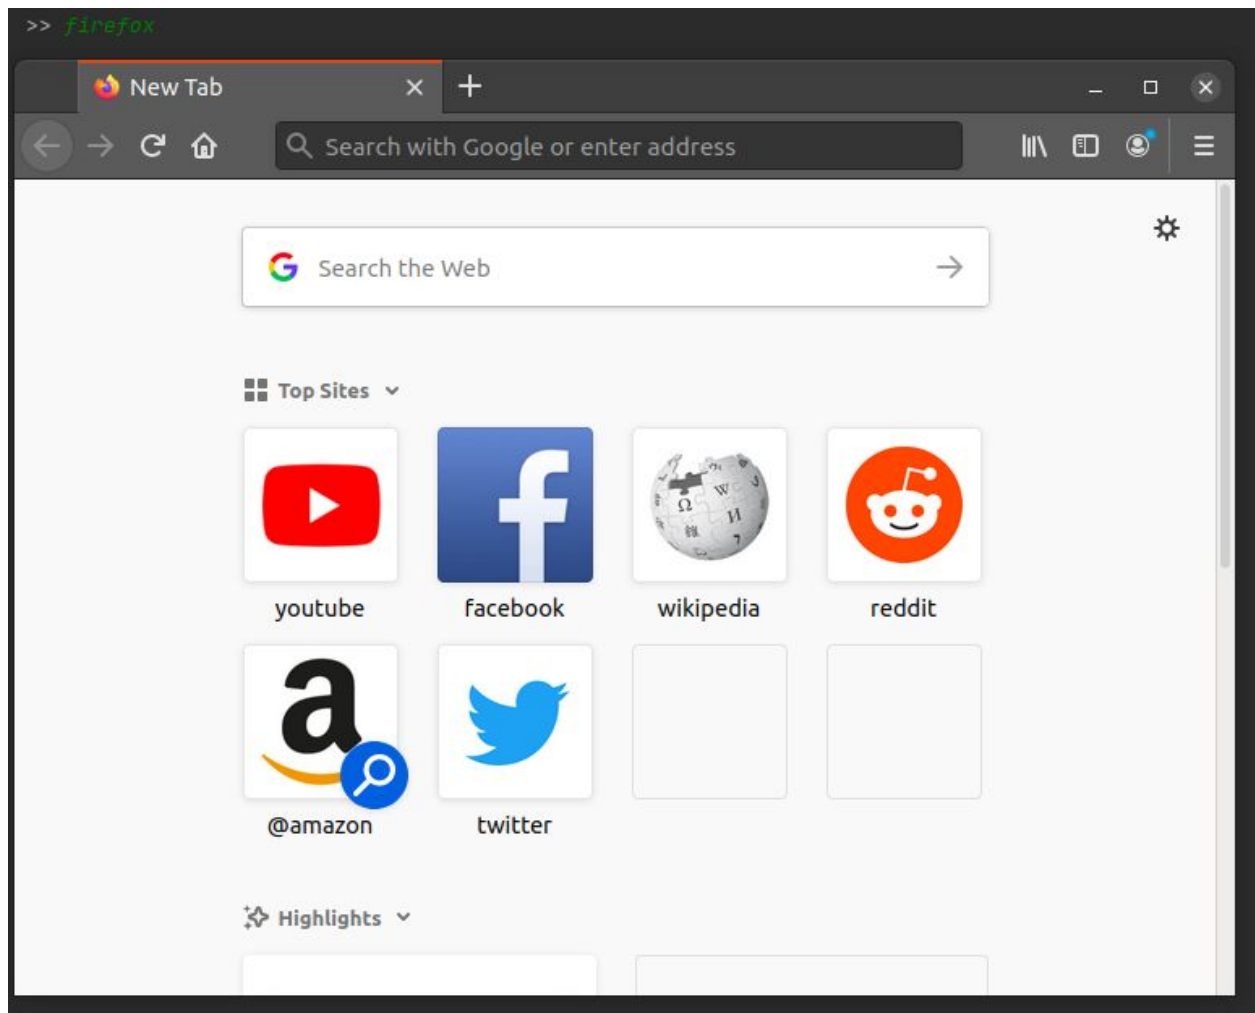 >> firefox
New Tab
Search with Google or enter address
Search the Web
Top Sites
youtube facebook wikipedia reddit
@amazon twitter
Highlights